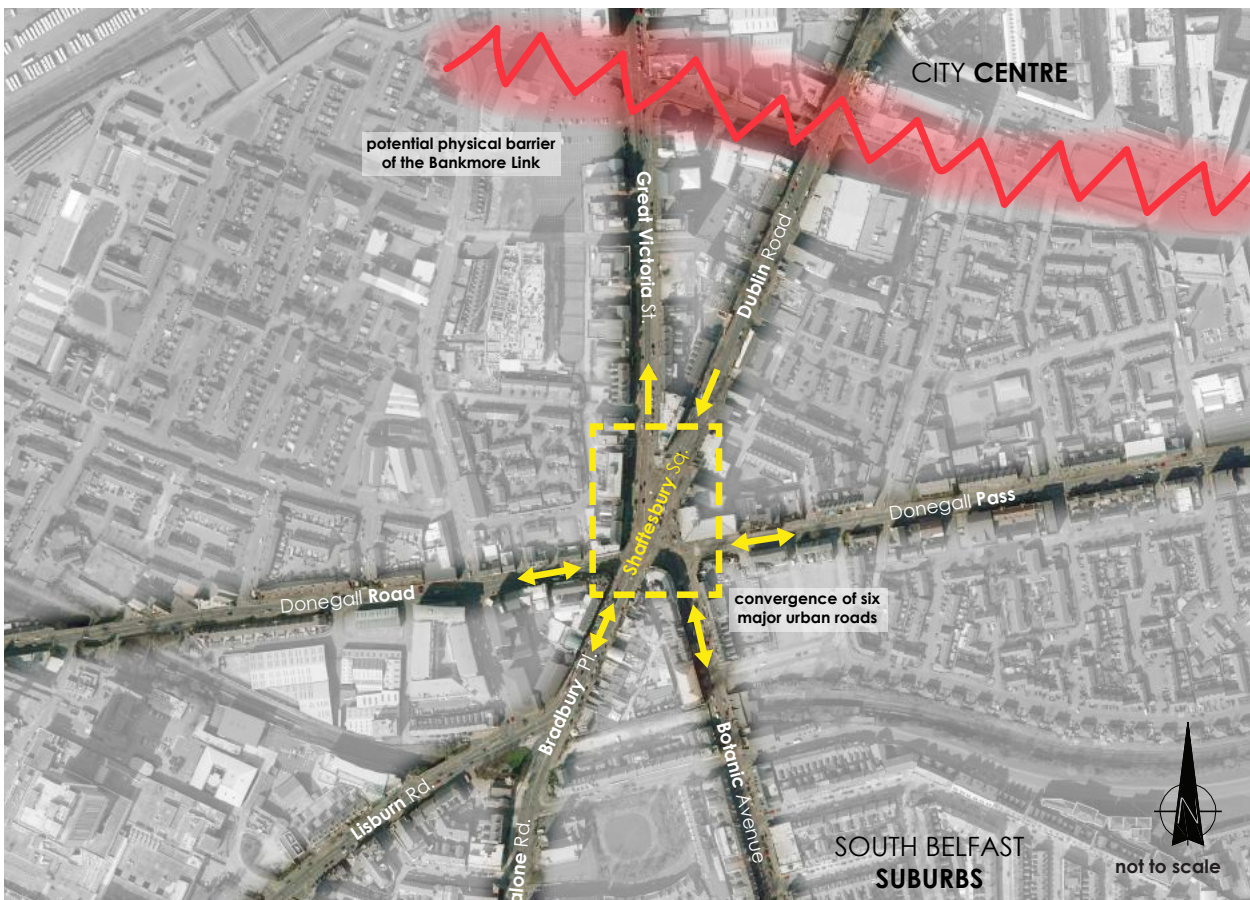 CITY CENTRE
potential physical barrier
of the Bankmore Link
Great Victoria St.
Dublin Road
Shaftesbury Sq.
Donegall Pass
Donegall Road
convergence of six
major urban roads
Bradbury Pl.
Botanic Avenue
Lisburn Rd.
alone Rd.
SOUTH BELFAST
SUBURBS
N
not to scale